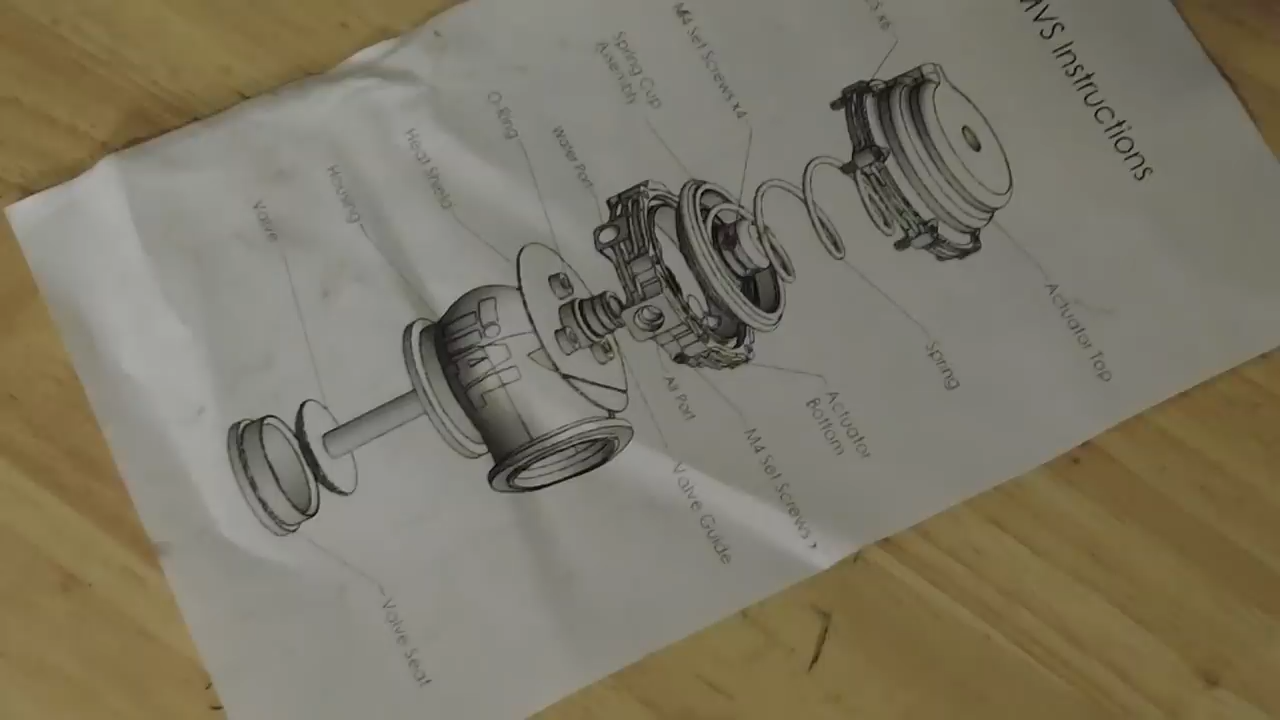 MVS Instructions
M4 Set Screws x4
Spring Cup
Assembly
O-Ring
Water Port
Heat Shield
Housing
Valve
TiAL
Actuator Top
Spring
Actuator
Bottom
Air Port
M4 Set Screws
Valve Guide
Valve Seat